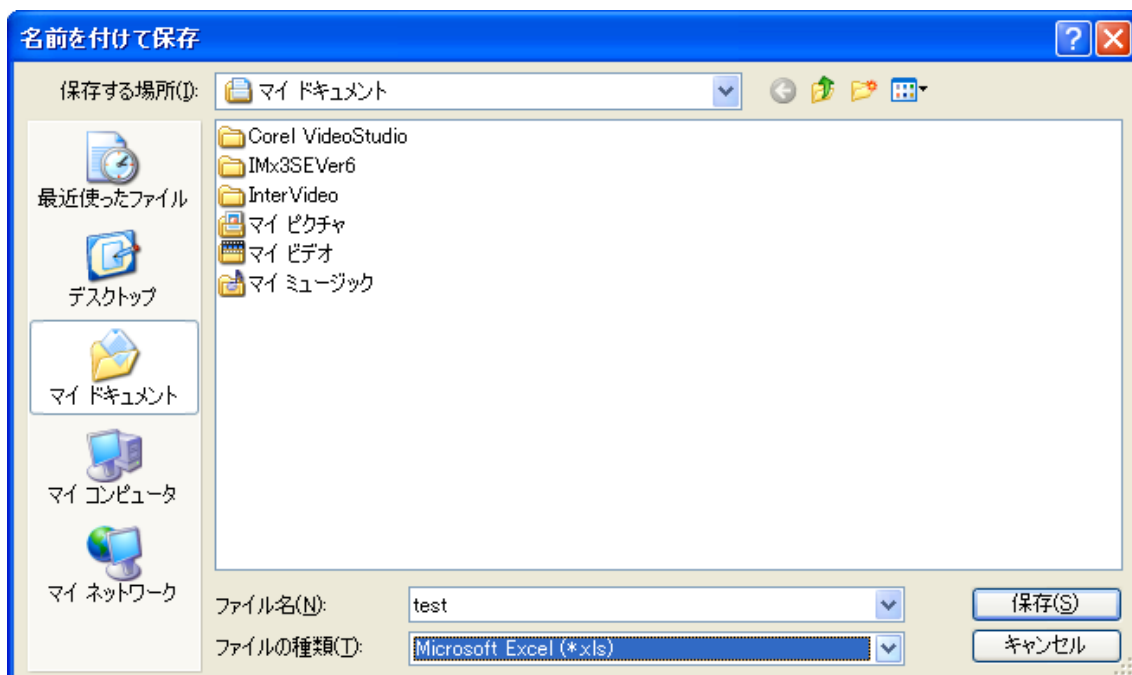 名前を付けて保存
保存する場所(I):
マイ ドキュメント
最近使ったファイル
デスクトップ
マイ ドキュメント
マイ コンピュータ
マイ ネットワーク
Corel VideoStudio
IMx3SEVer6
InterVideo
マイ ピクチャ
マイ ビデオ
マイ ミュージック
ファイル名(N):
test
保存(S)
ファイルの種類(T):
Microsoft Excel (*.xls)
キャンセル